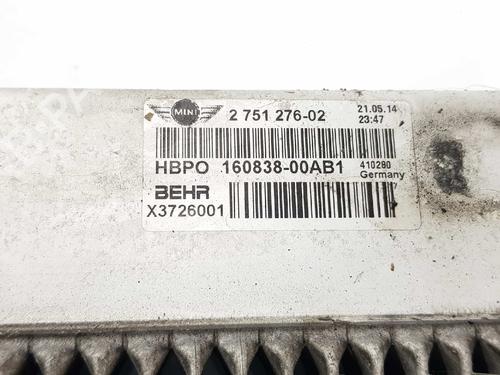 MINI
2 751 276-02
21.05.14
23:47
HBPO 160838-00AB1
410280
Germany
BEHR
X3726001